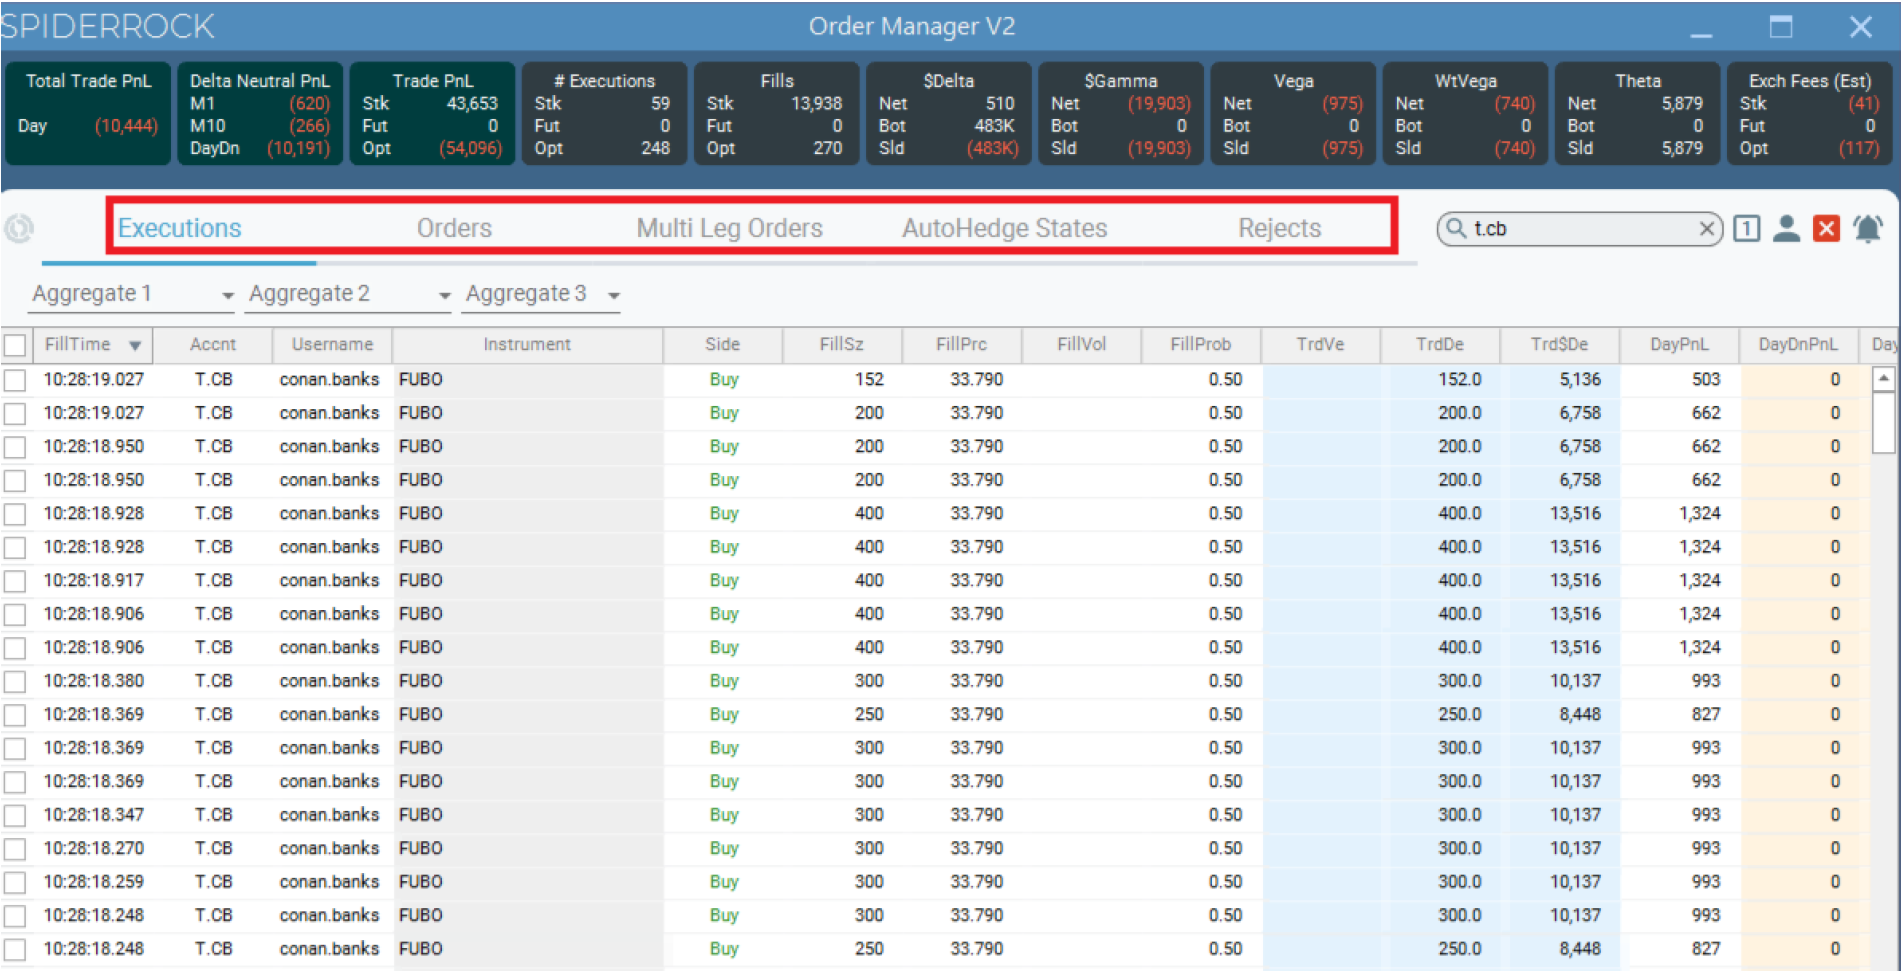 SPIDERROCK Order Manager V2
Total Trade PnL Delta Neutral PnL Trade PnL # Executions Fills $Delta $Gamma Vega WtVega Theta Exch Fees (Est)
M1 (620) Stk 43,653 Stk 59 Stk 13,938 Net 510 Net (19,903) Net (975) Net (740) Net 5,879 Stk (41)
Day (10,444) M10 (266) Fut 0 Fut 0 Fut 0 Bot 483K Bot 0 Bot 0 Bot 0 Bot 0 Fut 0
DayDn (10,191) Opt (54,096) Opt 248 Opt 270 Sld (483K) Sld (19,903) Sld (975) Sld (740) Sld 5,879 Opt (117)
Executions Orders Multi Leg Orders AutoHedge States Rejects t.cb 1
Aggregate 1 Aggregate 2 Aggregate 3
FillTime Accnt Username Instrument Side FillSz FillPrc FillVol FillProb TrdVe TrdDe Trd$De DayPnL DayDnPnL Day
10:28:19.027 T.CB conan.banks FUBO Buy 152 33.790 0.50 152.0 5,136 503 0
10:28:19.027 T.CB conan.banks FUBO Buy 200 33.790 0.50 200.0 6,758 662 0
10:28:18.950 T.CB conan.banks FUBO Buy 200 33.790 0.50 200.0 6,758 662 0
10:28:18.950 T.CB conan.banks FUBO Buy 200 33.790 0.50 200.0 6,758 662 0
10:28:18.928 T.CB conan.banks FUBO Buy 400 33.790 0.50 400.0 13,516 1,324 0
10:28:18.928 T.CB conan.banks FUBO Buy 400 33.790 0.50 400.0 13,516 1,324 0
10:28:18.917 T.CB conan.banks FUBO Buy 400 33.790 0.50 400.0 13,516 1,324 0
10:28:18.906 T.CB conan.banks FUBO Buy 400 33.790 0.50 400.0 13,516 1,324 0
10:28:18.906 T.CB conan.banks FUBO Buy 400 33.790 0.50 400.0 13,516 1,324 0
10:28:18.380 T.CB conan.banks FUBO Buy 300 33.790 0.50 300.0 10,137 993 0
10:28:18.369 T.CB conan.banks FUBO Buy 250 33.790 0.50 250.0 8,448 827 0
10:28:18.369 T.CB conan.banks FUBO Buy 300 33.790 0.50 300.0 10,137 993 0
10:28:18.369 T.CB conan.banks FUBO Buy 300 33.790 0.50 300.0 10,137 993 0
10:28:18.347 T.CB conan.banks FUBO Buy 300 33.790 0.50 300.0 10,137 993 0
10:28:18.270 T.CB conan.banks FUBO Buy 300 33.790 0.50 300.0 10,137 993 0
10:28:18.259 T.CB conan.banks FUBO Buy 300 33.790 0.50 300.0 10,137 993 0
10:28:18.248 T.CB conan.banks FUBO Buy 300 33.790 0.50 300.0 10,137 993 0
10:28:18.248 T.CB conan.banks FUBO Buy 250 33.790 0.50 250.0 8,448 827 0